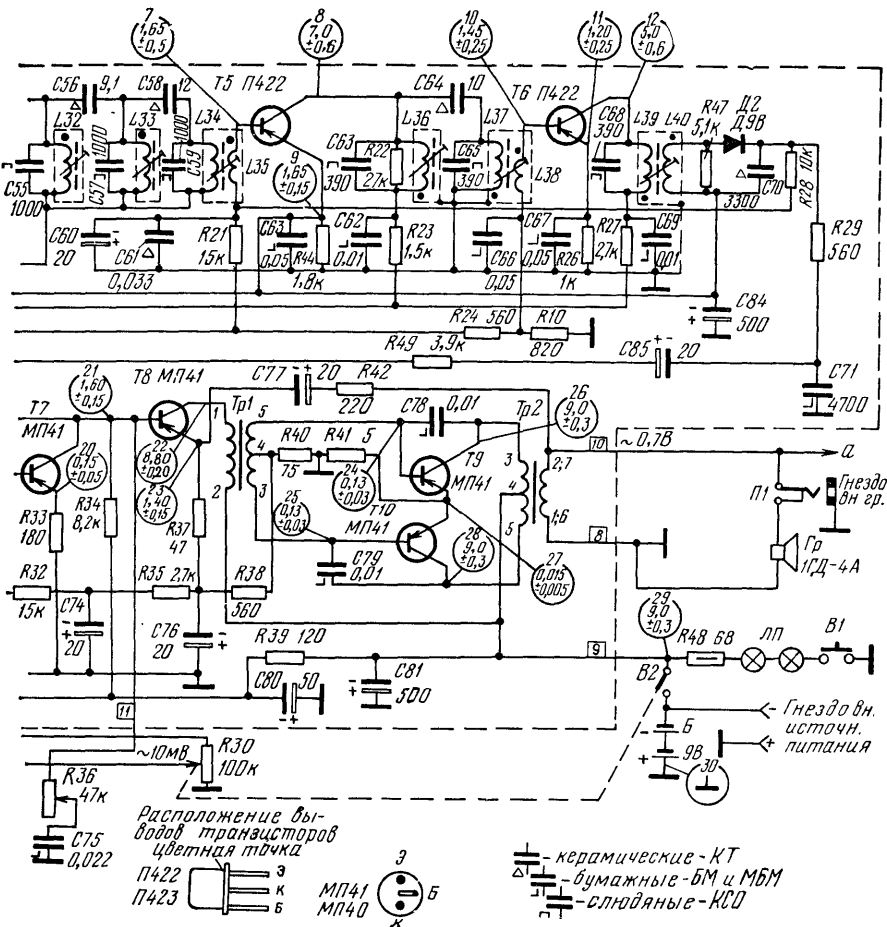 7
1,65
±0,5
8
7,0
±0,6
10
1,45
±0,25
11
1,20
±0,25
12
5,0
±0,6
C56
9,1
C58
12
T5 П422
C64
10
T6 П422
L32
L33
L34
L35
L36
L37
L38
L39
L40
R47
5,1к
Д2
Д9В
C55
1000
C57
1000
C59
1000
9
1,65
±0,15
C63
390
R22
27к
C65
390
C68
390
C70
3300
R28
10к
R29
560
C60
20
C61
0,033
R21
15к
C63
0,05
R44
1,8к
C62
0,01
R23
1,5к
C66
0,05
C67
0,05
R26
1к
R27
2,7к
C69
0,01
C84
500
R24 560
R10
820
R49
3,9к
C85
20
C71
4700
21
1,60
±0,15
T8 МП41
C77
20
R42
220
C78
0,01
26
9,0
±0,3
T7
МП41
Тр1
1
2
5
4
3
R40
75
R41
5
T9
МП41
Тр2
3
4
5
2;7
1;6
10
~0,7В
а
20
0,15
±0,05
22
8,80
±0,20
23
1,40
±0,15
24
0,13
±0,03
25
0,13
±0,03
T10
МП41
28
9,0
±0,3
27
0,015
±0,005
П1
Гнездо
вн гр.
8
Гр
1ГД-4А
R33
180
R34
8,2к
R37
47
C79
0,01
R32
15к
C74
20
R35
2,7к
R38
560
C76
20
R39 120
C80
50
C81
500
9
29
9,0
±0,3
R48 68
ЛП
В1
В2
Гнездо вн.
источн.
питания
Б
9В
30
11
~10мв
R30
100к
R36
47к
C75
0,022
Расположение вы-
водов транзисторов
цветная точка
П422
П423
Э
К
Б
МП41
МП40
Э
Б
К
-керамические-КТ
-бумажные-БМ и МБМ
-слюдяные-КСО